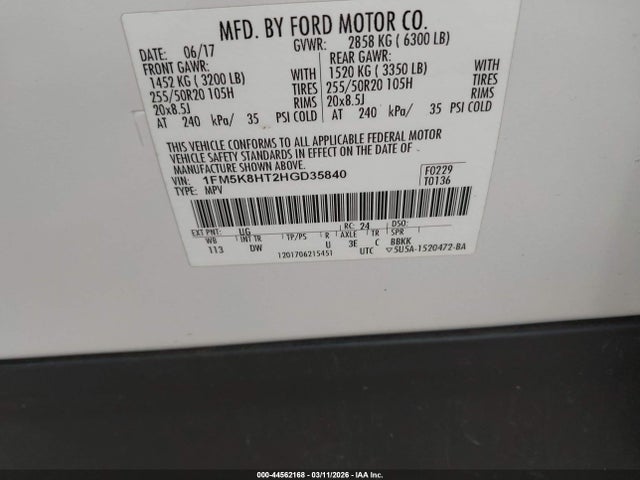 MFD. BY FORD MOTOR CO.
DATE: 06/17 GVWR: 2858 KG ( 6300 LB)
FRONT GAWR: REAR GAWR:
1452 KG ( 3200 LB) WITH 1520 KG ( 3350 LB) WITH
255/50R20 105H TIRES 255/50R20 105H TIRES
20x8.5J RIMS 20x8.5J RIMS
AT 240 kPa/ 35 PSI COLD AT 240 kPa/ 35 PSI COLD
THIS VEHICLE CONFORMS TO ALL APPLICABLE FEDERAL MOTOR
VEHICLE SAFETY STANDARDS IN EFFECT ON THE DATE OF
MANUFACTURE SHOWN ABOVE.
VIN: 1FM5K8HT2HGD35840 F0229
TYPE: MPV T0136
EXT PNT: UG RC: 24 DSO:
WB INT TR TP/PS R AXLE TR SPR
113 DW U 3E C BBKK
1201706215451 UTC ▽5U5A-1520472-BA
000-44562168 - 03/11/2026 - IAA Inc.